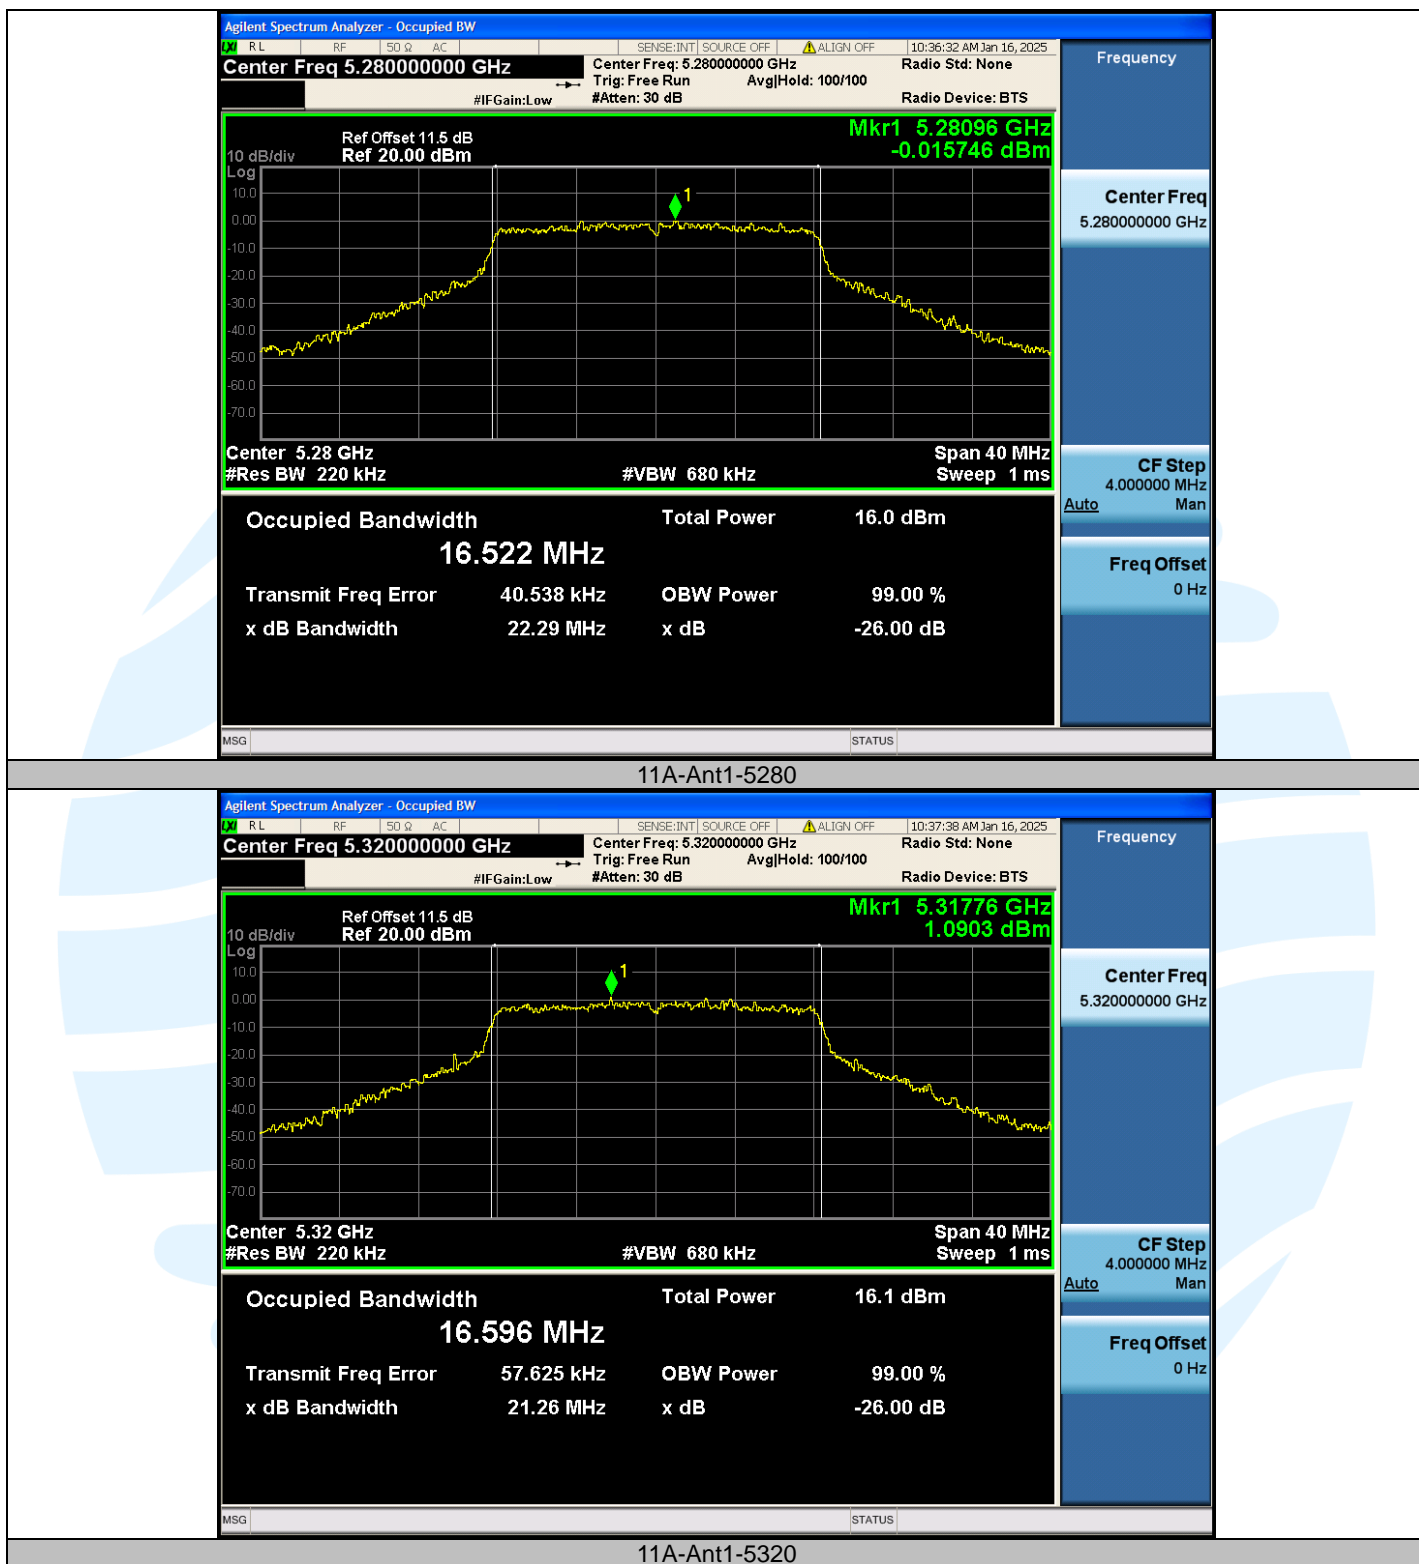 Agilent Spectrum Analyzer - Occupied BW
LXI RL RF 50 Ω AC SENSE:INT SOURCE OFF ALIGN OFF 10:36:32 AM Jan 16, 2025
Center Freq 5.280000000 GHz
Center Freq: 5.280000000 GHz Radio Std: None
Trig: Free Run Avg|Hold: 100/100
#IFGain:Low #Atten: 30 dB Radio Device: BTS
Frequency
Mkr1 5.28096 GHz
-0.015746 dBm
Ref Offset 11.5 dB
10 dB/div Ref 20.00 dBm
Log
10.0
0.00
-10.0
-20.0
-30.0
-40.0
-50.0
-60.0
-70.0
1
Center 5.28 GHz Span 40 MHz
#Res BW 220 kHz #VBW 680 kHz Sweep 1 ms
Center Freq
5.280000000 GHz
CF Step
4.000000 MHz
Auto Man
Freq Offset
0 Hz
Occupied Bandwidth Total Power 16.0 dBm
16.522 MHz
Transmit Freq Error 40.538 kHz OBW Power 99.00 %
x dB Bandwidth 22.29 MHz x dB -26.00 dB
MSG STATUS
11A-Ant1-5280
Agilent Spectrum Analyzer - Occupied BW
LXI RL RF 50 Ω AC SENSE:INT SOURCE OFF ALIGN OFF 10:37:38 AM Jan 16, 2025
Center Freq 5.320000000 GHz
Center Freq: 5.320000000 GHz Radio Std: None
Trig: Free Run Avg|Hold: 100/100
#IFGain:Low #Atten: 30 dB Radio Device: BTS
Frequency
Mkr1 5.31776 GHz
1.0903 dBm
Ref Offset 11.5 dB
10 dB/div Ref 20.00 dBm
Log
10.0
0.00
-10.0
-20.0
-30.0
-40.0
-50.0
-60.0
-70.0
1
Center 5.32 GHz Span 40 MHz
#Res BW 220 kHz #VBW 680 kHz Sweep 1 ms
Center Freq
5.320000000 GHz
CF Step
4.000000 MHz
Auto Man
Freq Offset
0 Hz
Occupied Bandwidth Total Power 16.1 dBm
16.596 MHz
Transmit Freq Error 57.625 kHz OBW Power 99.00 %
x dB Bandwidth 21.26 MHz x dB -26.00 dB
MSG STATUS
11A-Ant1-5320